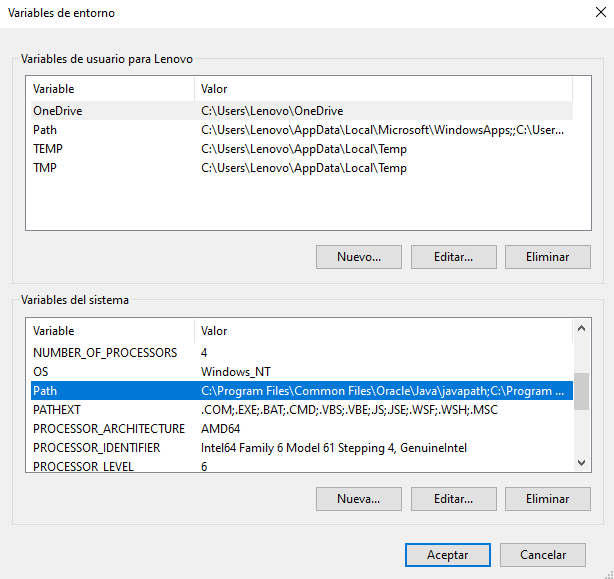 Variables de entorno
Variables de usuario para Lenovo
Variable Valor
OneDrive C:\Users\Lenovo\OneDrive
Path C:\Users\Lenovo\AppData\Local\Microsoft\WindowsApps;;C:\User...
TEMP C:\Users\Lenovo\AppData\Local\Temp
TMP C:\Users\Lenovo\AppData\Local\Temp
Nuevo... Editar... Eliminar
Variables del sistema
Variable Valor
NUMBER_OF_PROCESSORS 4
OS Windows_NT
Path C:\Program Files\Common Files\Oracle\Java\javapath;C:\Program ...
PATHEXT .COM;.EXE;.BAT;.CMD;.VBS;.VBE;.JS;.JSE;.WSF;.WSH;.MSC
PROCESSOR_ARCHITECTURE AMD64
PROCESSOR_IDENTIFIER Intel64 Family 6 Model 61 Stepping 4, GenuineIntel
PROCESSOR_LEVEL 6
Nueva... Editar... Eliminar
Aceptar Cancelar